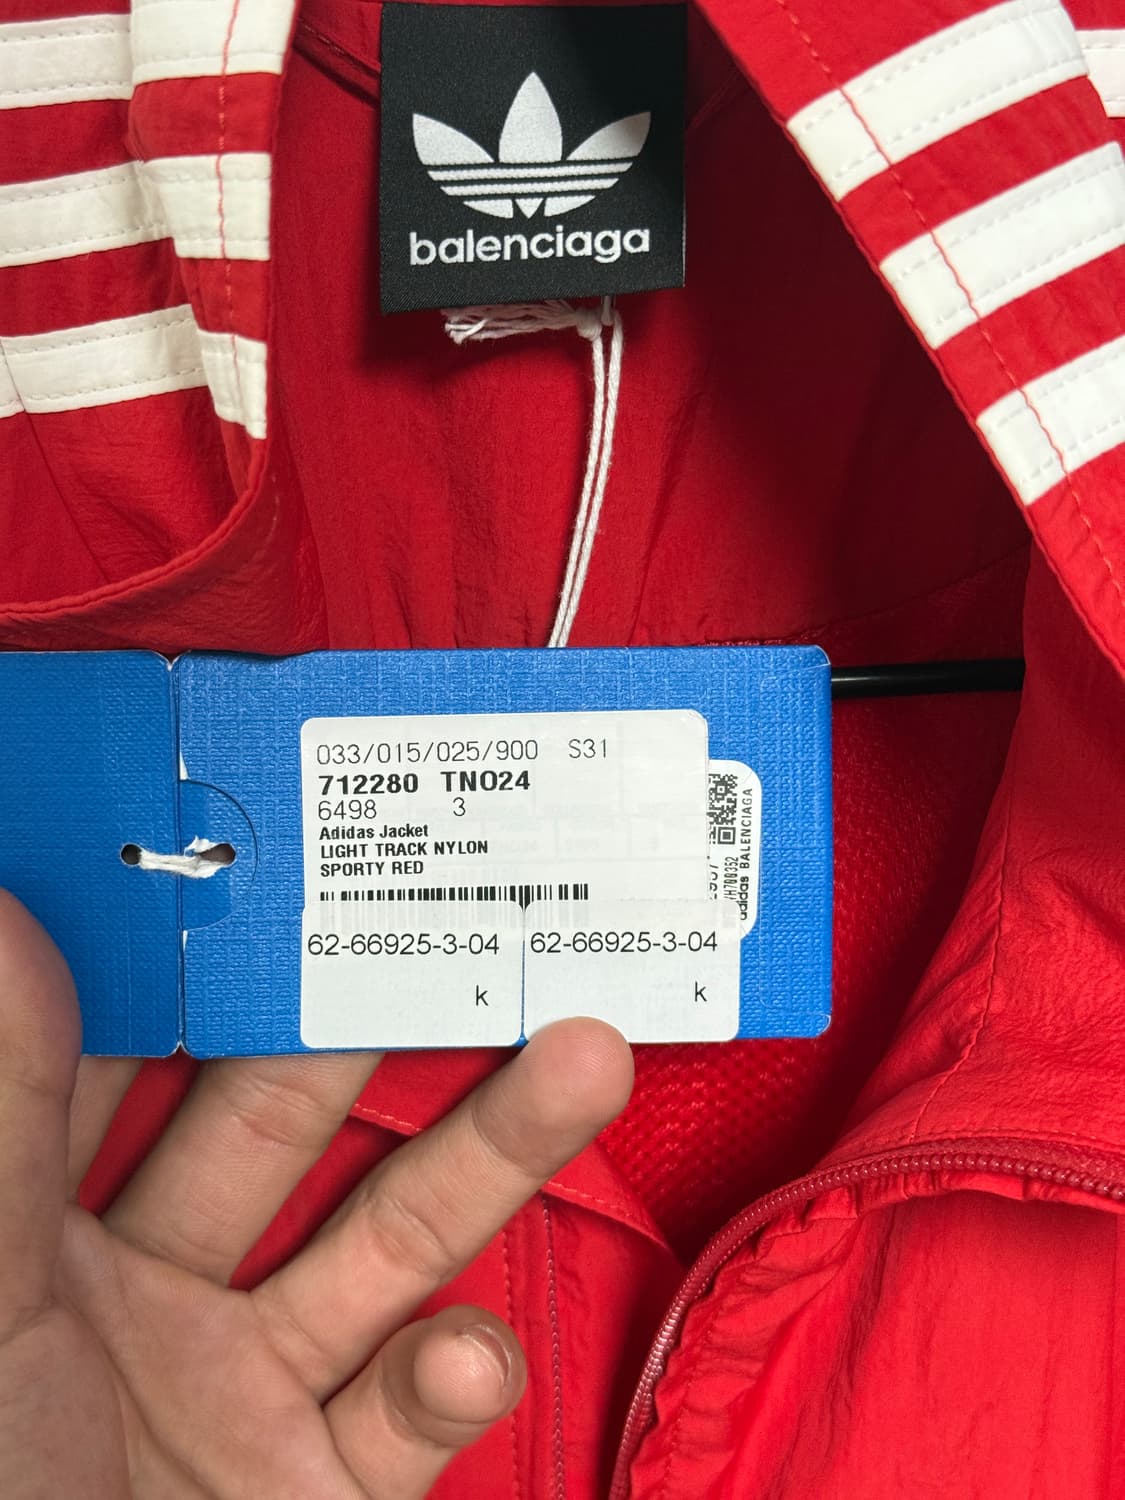 balenciaga
033/015/025/900 S31
712280 TNO24
6498 3
Adidas Jacket
LIGHT TRACK NYLON
SPORTY RED
62-66925-3-04
k
62-66925-3-04
k
adidas BALENCIAGA